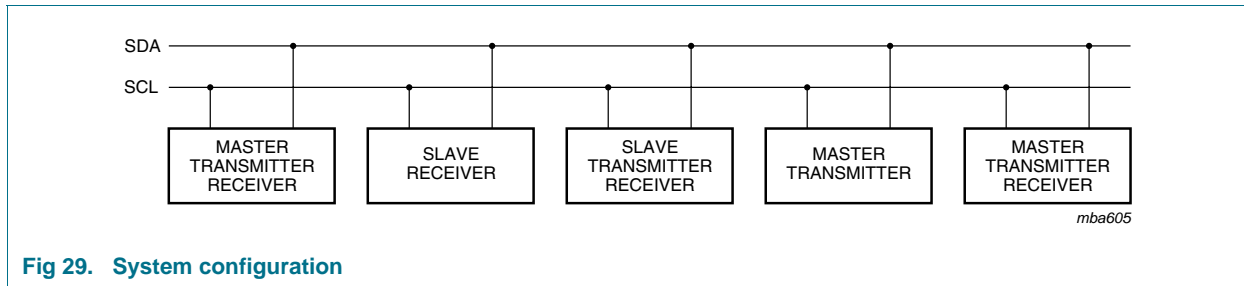 SDA
SCL
MASTER
TRANSMITTER
RECEIVER
SLAVE
RECEIVER
SLAVE
TRANSMITTER
RECEIVER
MASTER
TRANSMITTER
MASTER
TRANSMITTER
RECEIVER
mba605
Fig 29. System configuration